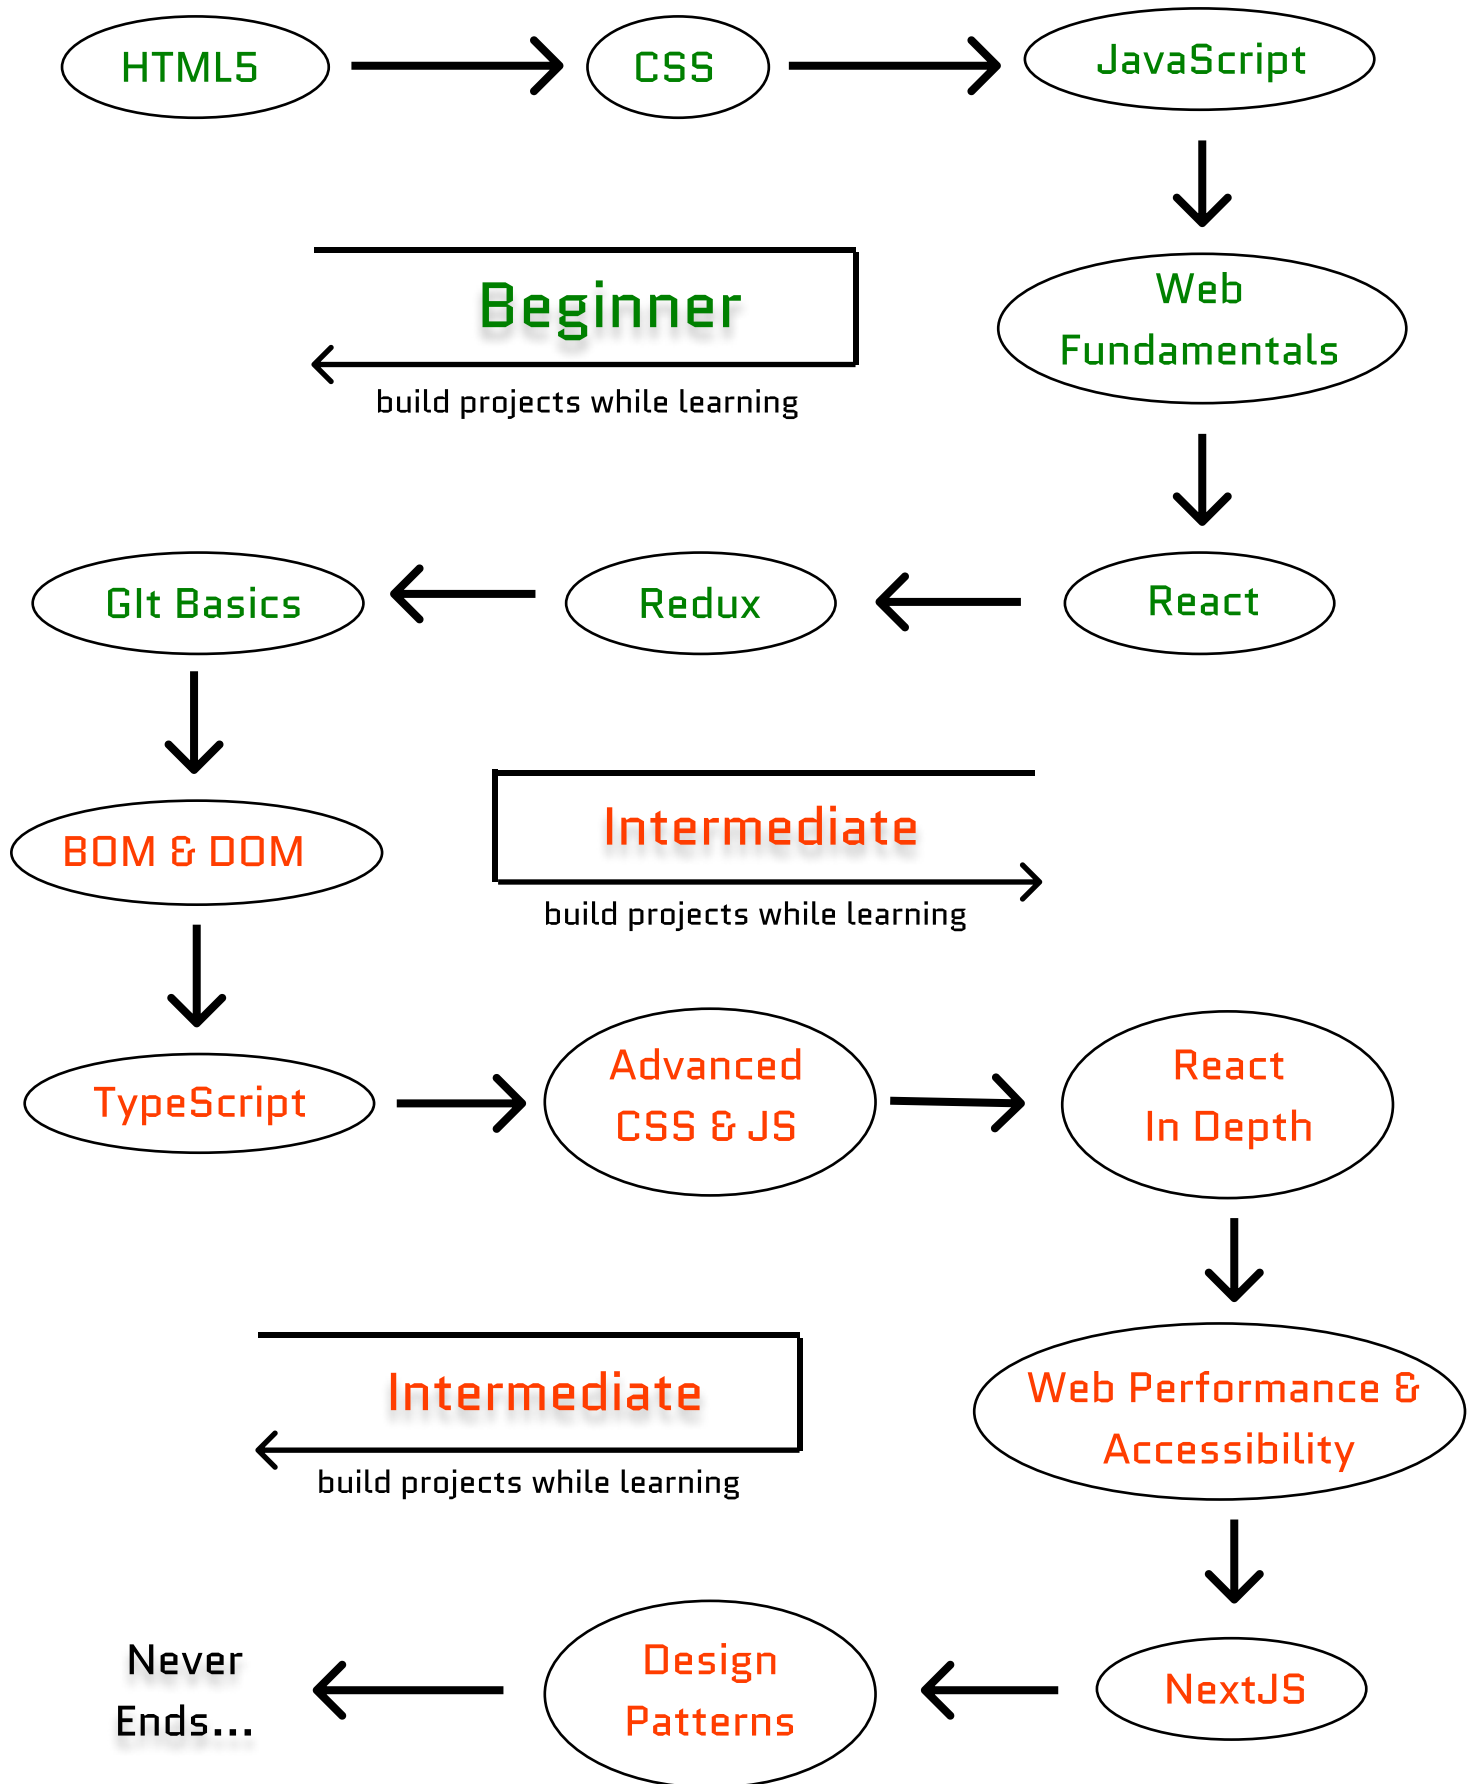 HTML5
CSS
JavaScript
Web
Fundamentals
Beginner
build projects while learning
React
Redux
GIt Basics
BOM & DOM
Intermediate
build projects while learning
TypeScript
Advanced
CSS & JS
React
In Depth
Web Performance &
Accessibility
Intermediate
build projects while learning
NextJS
Design
Patterns
Never
Ends...